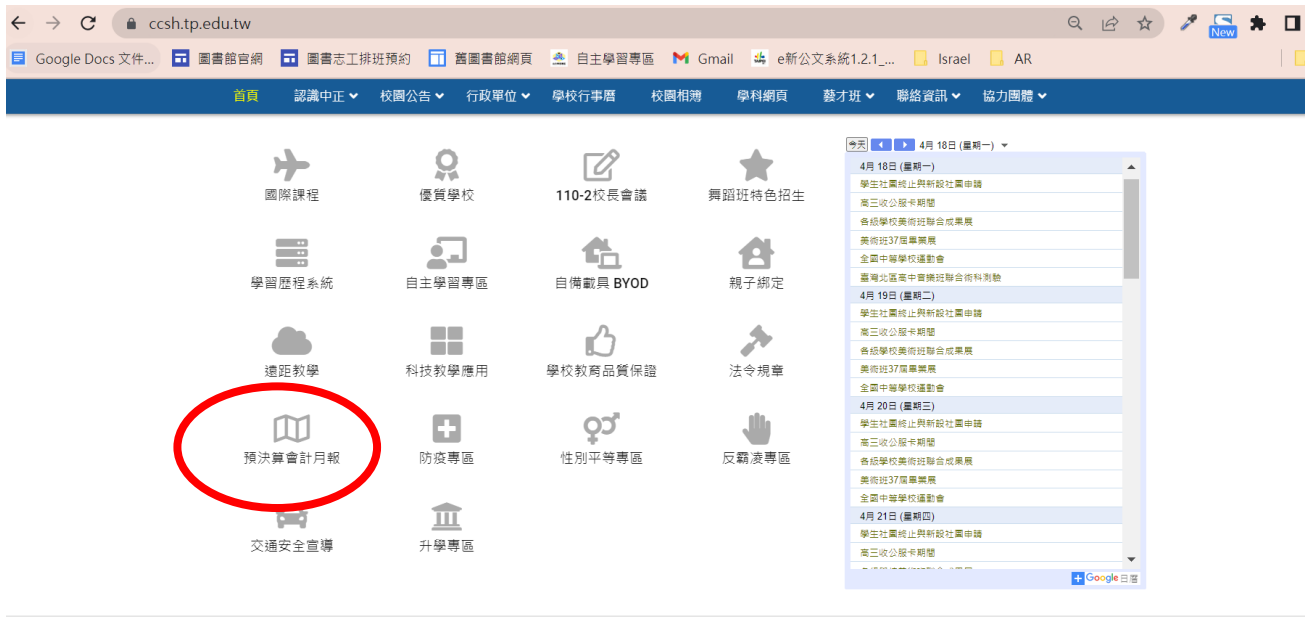 ccsh.tp.edu.tw
New
Google Docs 文件... 圖書館官網 圖書志工排班預約 舊圖書館網頁 自主學習專區 Gmail e新公文系統1.2.1_... Israel AR
首頁 認識中正 校園公告 行政單位 學校行事曆 校園相簿 學科網頁 藝才班 聯絡資訊 協力團體
國際課程 優質學校 110-2校長會議 舞蹈班特色招生
學習歷程系統 自主學習專區 自備載具 BYOD 親子綁定
遠距教學 科技教學應用 學校教育品質保證 法令規章
預決算會計月報 防疫專區 性別平等專區 反霸凌專區
交通安全宣導 升學專區
今天 4月 18日 (星期一)
4月 18日 (星期一)
學生社團終止與新設社團申請
高三收公服卡期間
各級學校美術班聯合成果展
美術班37屆畢業展
全國中等學校運動會
臺灣北區高中音樂班聯合術科測驗
4月 19日 (星期二)
學生社團終止與新設社團申請
高三收公服卡期間
各級學校美術班聯合成果展
美術班37屆畢業展
全國中等學校運動會
4月 20日 (星期三)
學生社團終止與新設社團申請
高三收公服卡期間
各級學校美術班聯合成果展
美術班37屆畢業展
全國中等學校運動會
4月 21日 (星期四)
學生社團終止與新設社團申請
高三收公服卡期間
Google 日曆